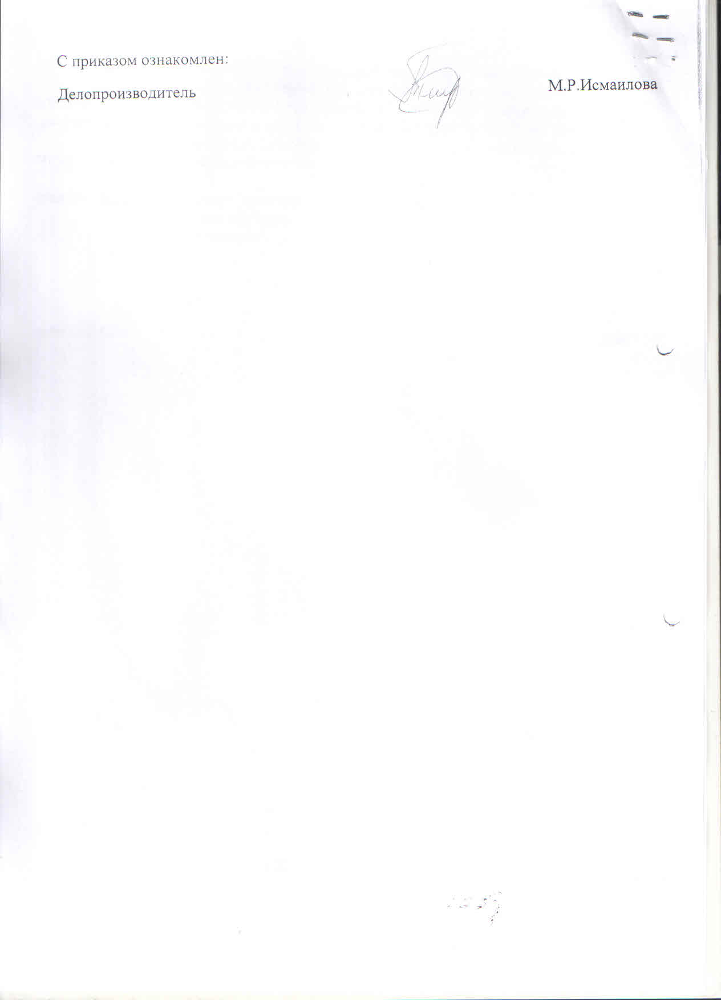 С приказом ознакомлен:
Делопроизводитель М.Р.Исмаилова